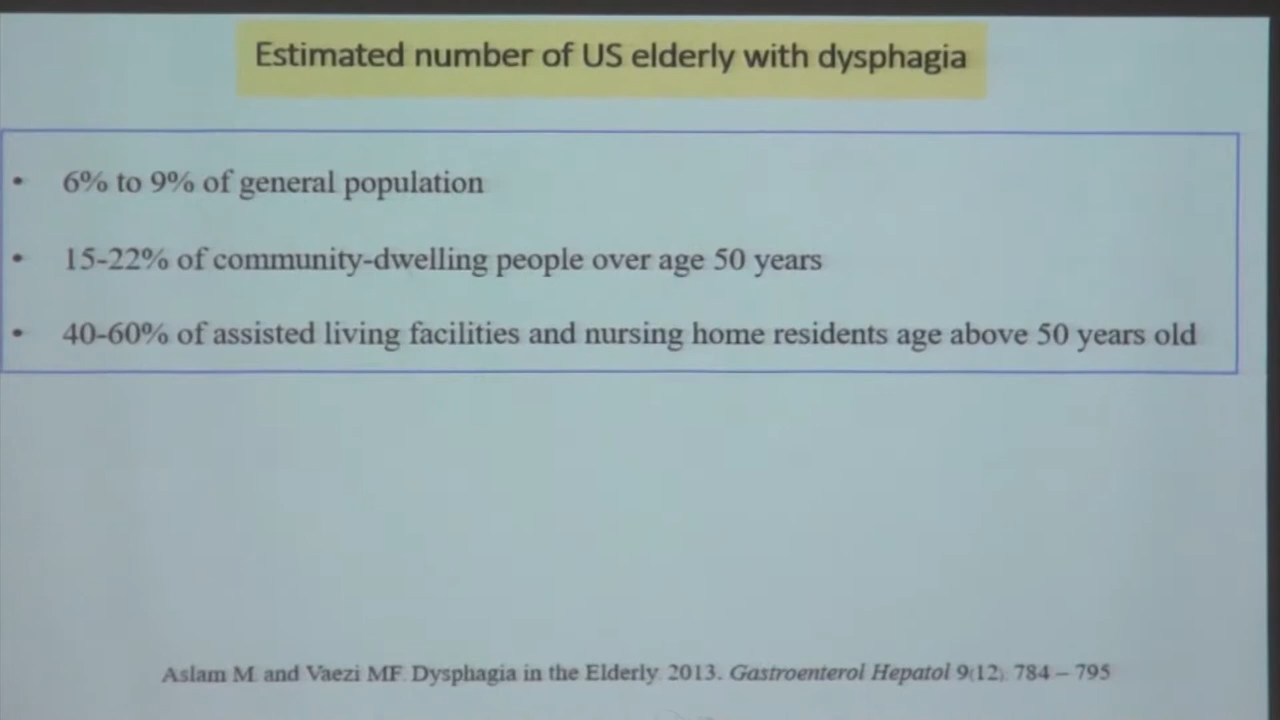 Estimated number of US elderly with dysphagia
• 6% to 9% of general population
• 15-22% of community-dwelling people over age 50 years
• 40-60% of assisted living facilities and nursing home residents age above 50 years old
Aslam M. and Vaezi MF. Dysphagia in the Elderly. 2013. Gastroenterol Hepatol 9(12): 784 – 795